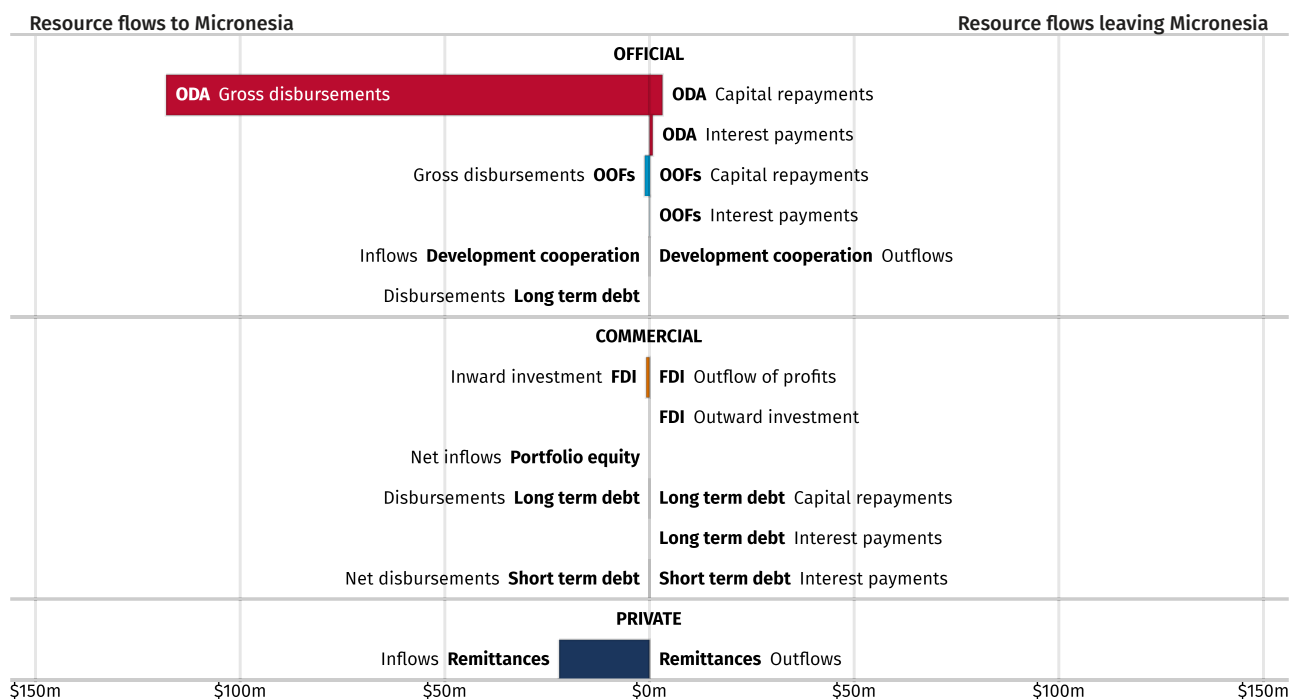 Resource flows to Micronesia Resource flows leaving Micronesia
OFFICIAL
ODA Gross disbursements ODA Capital repayments
ODA Interest payments
Gross disbursements OOFs OOFs Capital repayments
OOFs Interest payments
Inflows Development cooperation Development cooperation Outflows
Disbursements Long term debt
COMMERCIAL
Inward investment FDI FDI Outflow of profits
FDI Outward investment
Net inflows Portfolio equity
Disbursements Long term debt Long term debt Capital repayments
Long term debt Interest payments
Net disbursements Short term debt Short term debt Interest payments
PRIVATE
Inflows Remittances Remittances Outflows
$150m $100m $50m $0m $50m $100m $150m